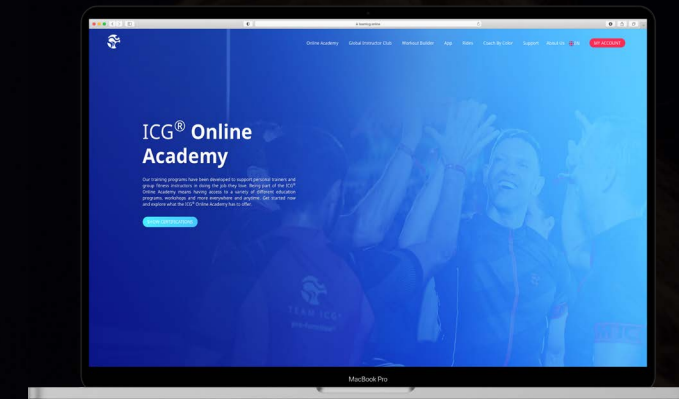 Online Academy Global Instructor Club Workout Builder App Store Coach By Color Support About Us MY ACCOUNT
ICG® Online
Academy
Our training programs have been developed to support personal trainers and
group fitness instructors in doing the job they love. Being part of the ICG®
Online Academy means having access to a variety of different education
programs, workshops and more everywhere and anytime. Get started now
and explore what the ICG® Online Academy has to offer.
SHOW CERTIFICATIONS
TEAM ICG®
MacBook Pro